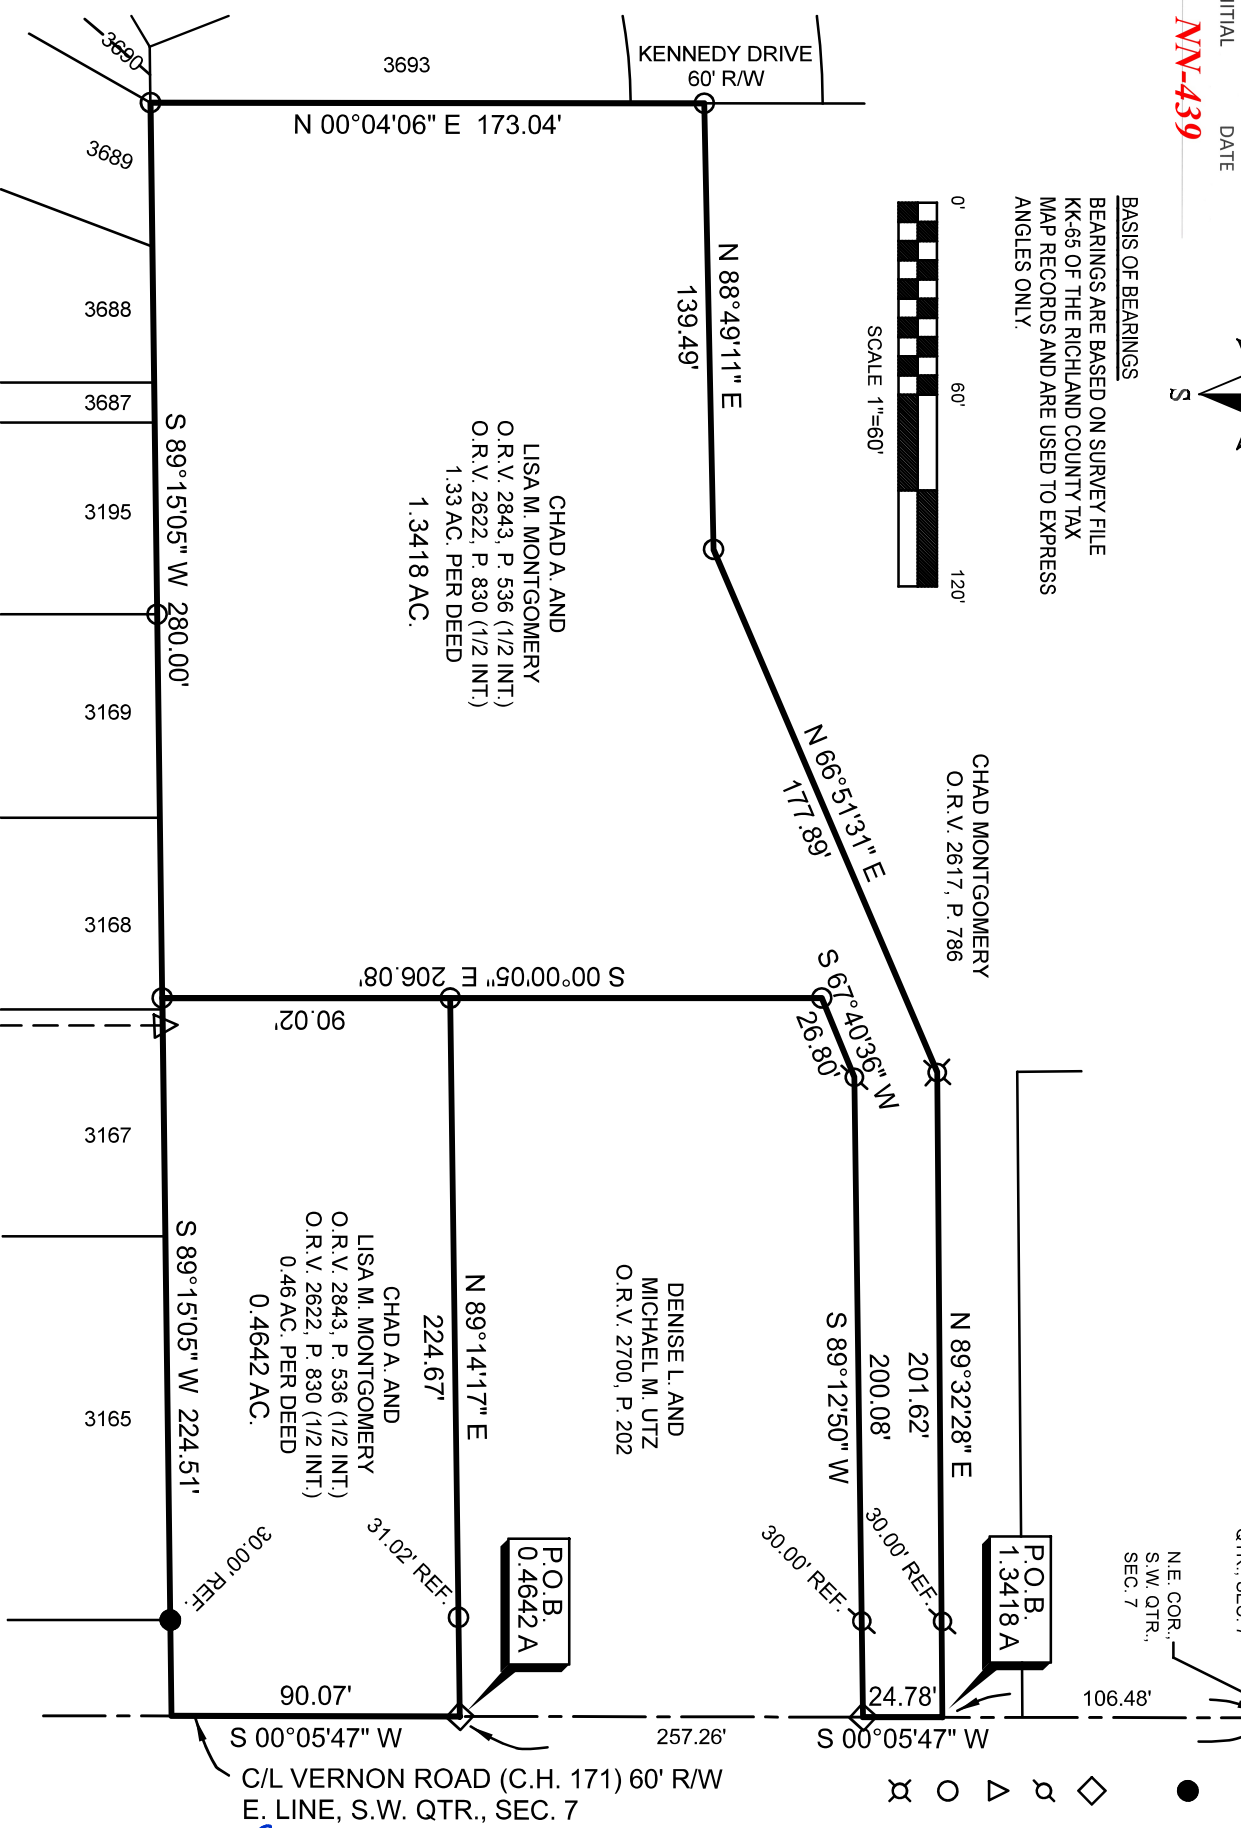 NITIAL
DATE
NN-439
S
BASIS OF BEARINGS
BEARINGS ARE BASED ON SURVEY FILE
KK-65 OF THE RICHLAND COUNTY TAX
MAP RECORDS AND ARE USED TO EXPRESS
ANGLES ONLY.
0'
60'
120'
SCALE 1"=60'
KENNEDY DRIVE
60' R/W
3693
3690
3689
3688
3687
3195
3169
3168
3167
3165
N 00°04'06" E 173.04'
N 88°49'11" E
139.49'
N 66°51'31" E
177.89'
CHAD MONTGOMERY
O.R.V. 2617, P. 786
CHAD A. AND
LISA M. MONTGOMERY
O.R.V. 2843, P. 536 (1/2 INT.)
O.R.V. 2622, P. 830 (1/2 INT.)
1.33 AC. PER DEED
1.3418 AC.
S 89°15'05" W 280.00'
S 00°00'05" E 206.08'
90.02'
S 67°40'36" W
26.80'
N 89°32'28" E
201.62'
200.08'
S 89°12'50" W
DENISE L. AND
MICHAEL M. UTZ
O.R.V. 2700, P. 202
N 89°14'17" E
224.67'
CHAD A. AND
LISA M. MONTGOMERY
O.R.V. 2843, P. 536 (1/2 INT.)
O.R.V. 2622, P. 830 (1/2 INT.)
0.46 AC. PER DEED
0.4642 AC.
S 89°15'05" W 224.51'
30.00' REF.
31.02' REF.
30.00' REF.
30.00' REF.
P.O.B.
0.4642 A
P.O.B.
1.3418 A
N.E. COR.,
S.W. QTR.,
SEC. 7
90.07'
S 00°05'47" W
257.26'
24.78'
S 00°05'47" W
106.48'
C/L VERNON ROAD (C.H. 171) 60' R/W
E. LINE, S.W. QTR., SEC. 7